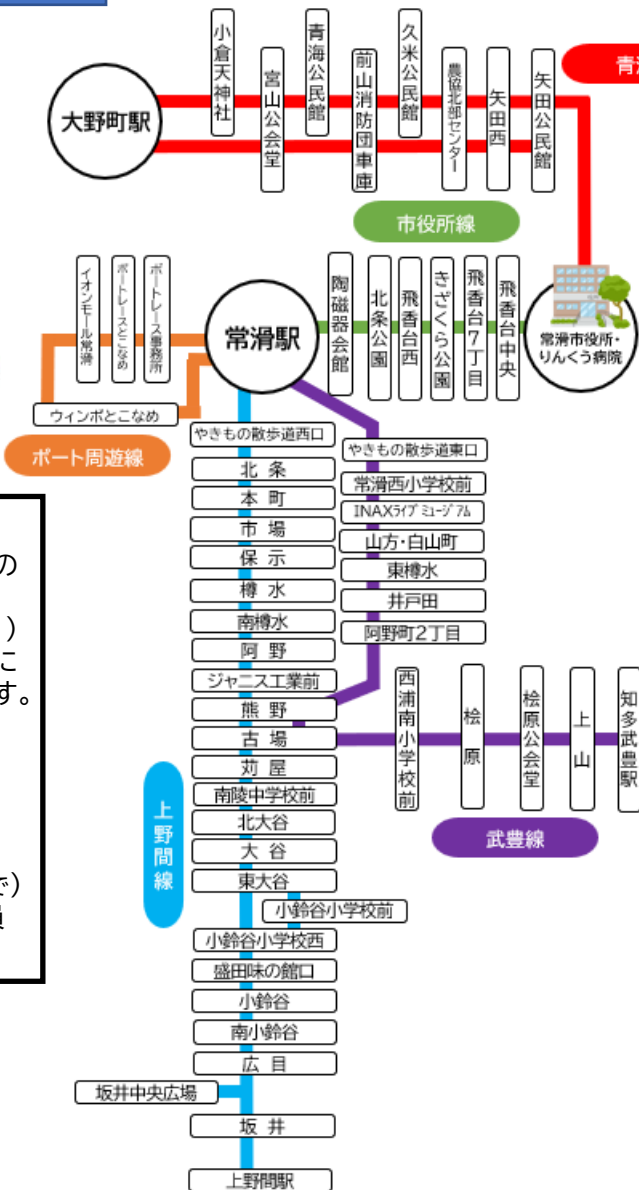 小倉天神社
宮山公会堂
青海公民館
前山消防団車庫
久米公民館
農協北部センター
矢田西
矢田公民館
青
大野町駅
市役所線
イオンモール常滑
ボートレースとこなめ
ボートレース事務所
常滑駅
陶磁器会館
北条公園
飛香台西
きざくら公園
飛香台7丁目
飛香台中央
常滑市役所・
りんくう病院
ウィンボとこなめ
ボート周遊線
やきもの散歩道西口
北条
本町
市場
保示
樽水
南樽水
阿野
ジャニス工業前
熊野
古場
苅屋
南陵中学校前
北大谷
大谷
東大谷
小鈴谷小学校前
小鈴谷小学校西
盛田味の館口
小鈴谷
南小鈴谷
広目
坂井中央広場
坂井
上野間駅
上野間線
やきもの散歩道東口
常滑西小学校前
INAXライブミュージアム
山方・白山町
東樽水
井戸田
阿野町2丁目
西浦南小学校前
桧原
桧原公会堂
上山
知多武豊駅
武豊線
の
)
に
す。
で)
員